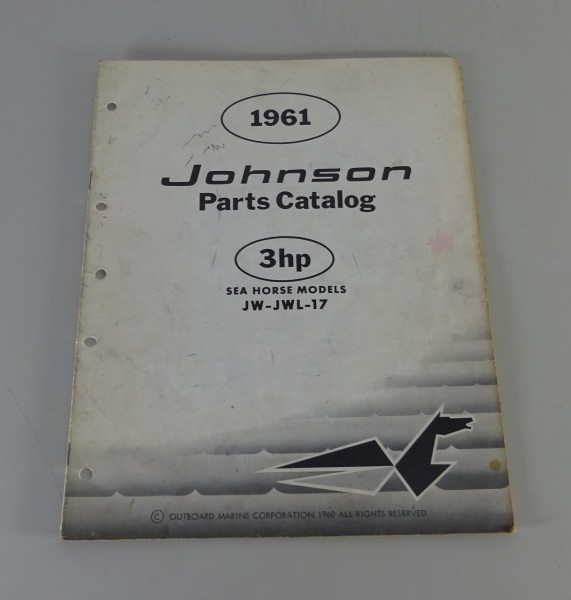 1961
Johnson
Parts Catalog
3hp
SEA HORSE MODELS
JW-JWL-17
© OUTBOARD MARINE CORPORATION 1960 ALL RIGHTS RESERVED